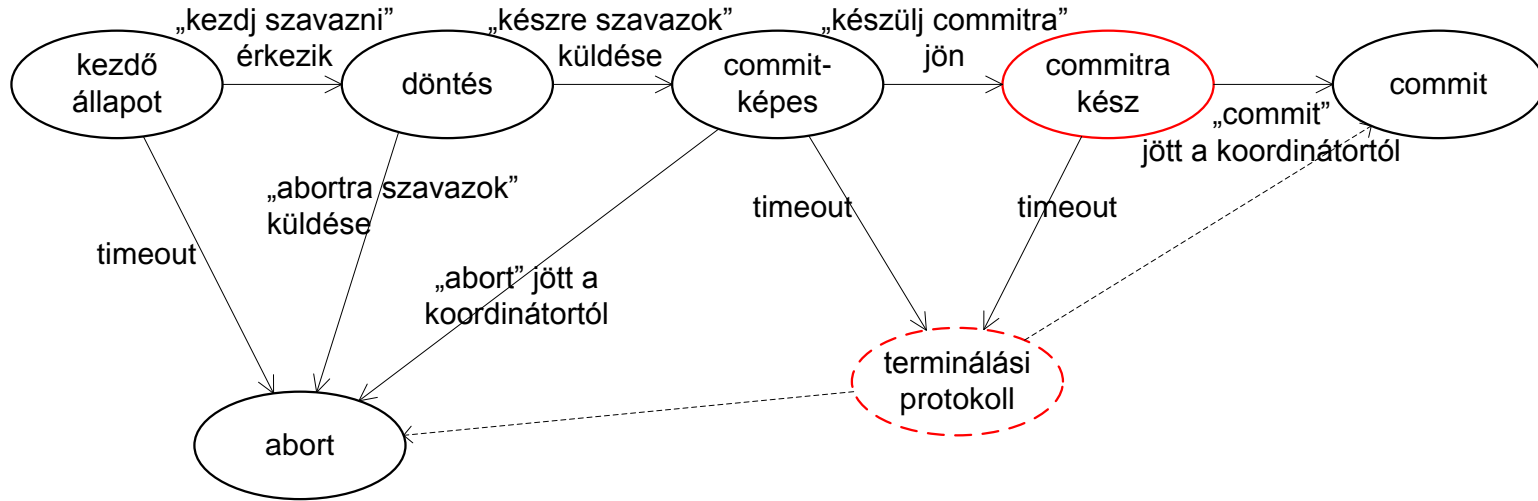 „kezdj szavazni”
érkezik
„készre szavazok”
küldése
„készülj commitra”
jön
kezdő
állapot
döntés
commit-
képes
commitra
kész
commit
„commit”
jött a koordinátortól
„abortra szavazok”
küldése
timeout
timeout
timeout
„abort” jött a
koordinátortól
terminálási
protokoll
abort